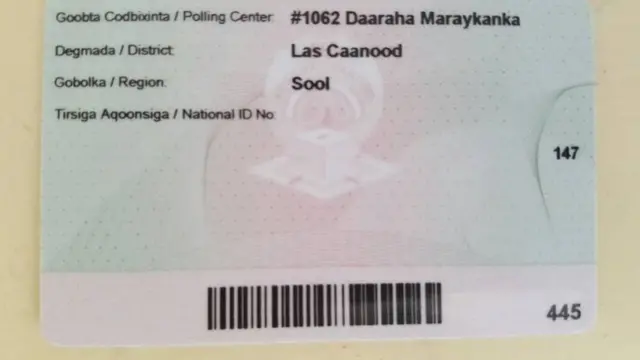 Goobta Codbixinta / Polling Center: #1062 Daaraha Maraykanka
Degmada / District: Las Caanood
Gobolka / Region: Sool
Tirsiga Aqoonsiga / National ID No:
147
445